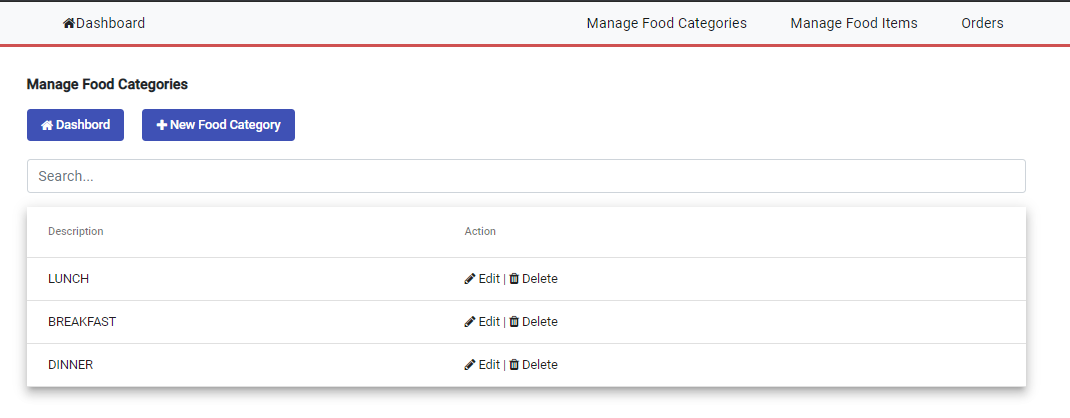 Dashboard Manage Food Categories Manage Food Items Orders
Manage Food Categories
Dashbord New Food Category
Search...
Description Action
LUNCH Edit | Delete
BREAKFAST Edit | Delete
DINNER Edit | Delete